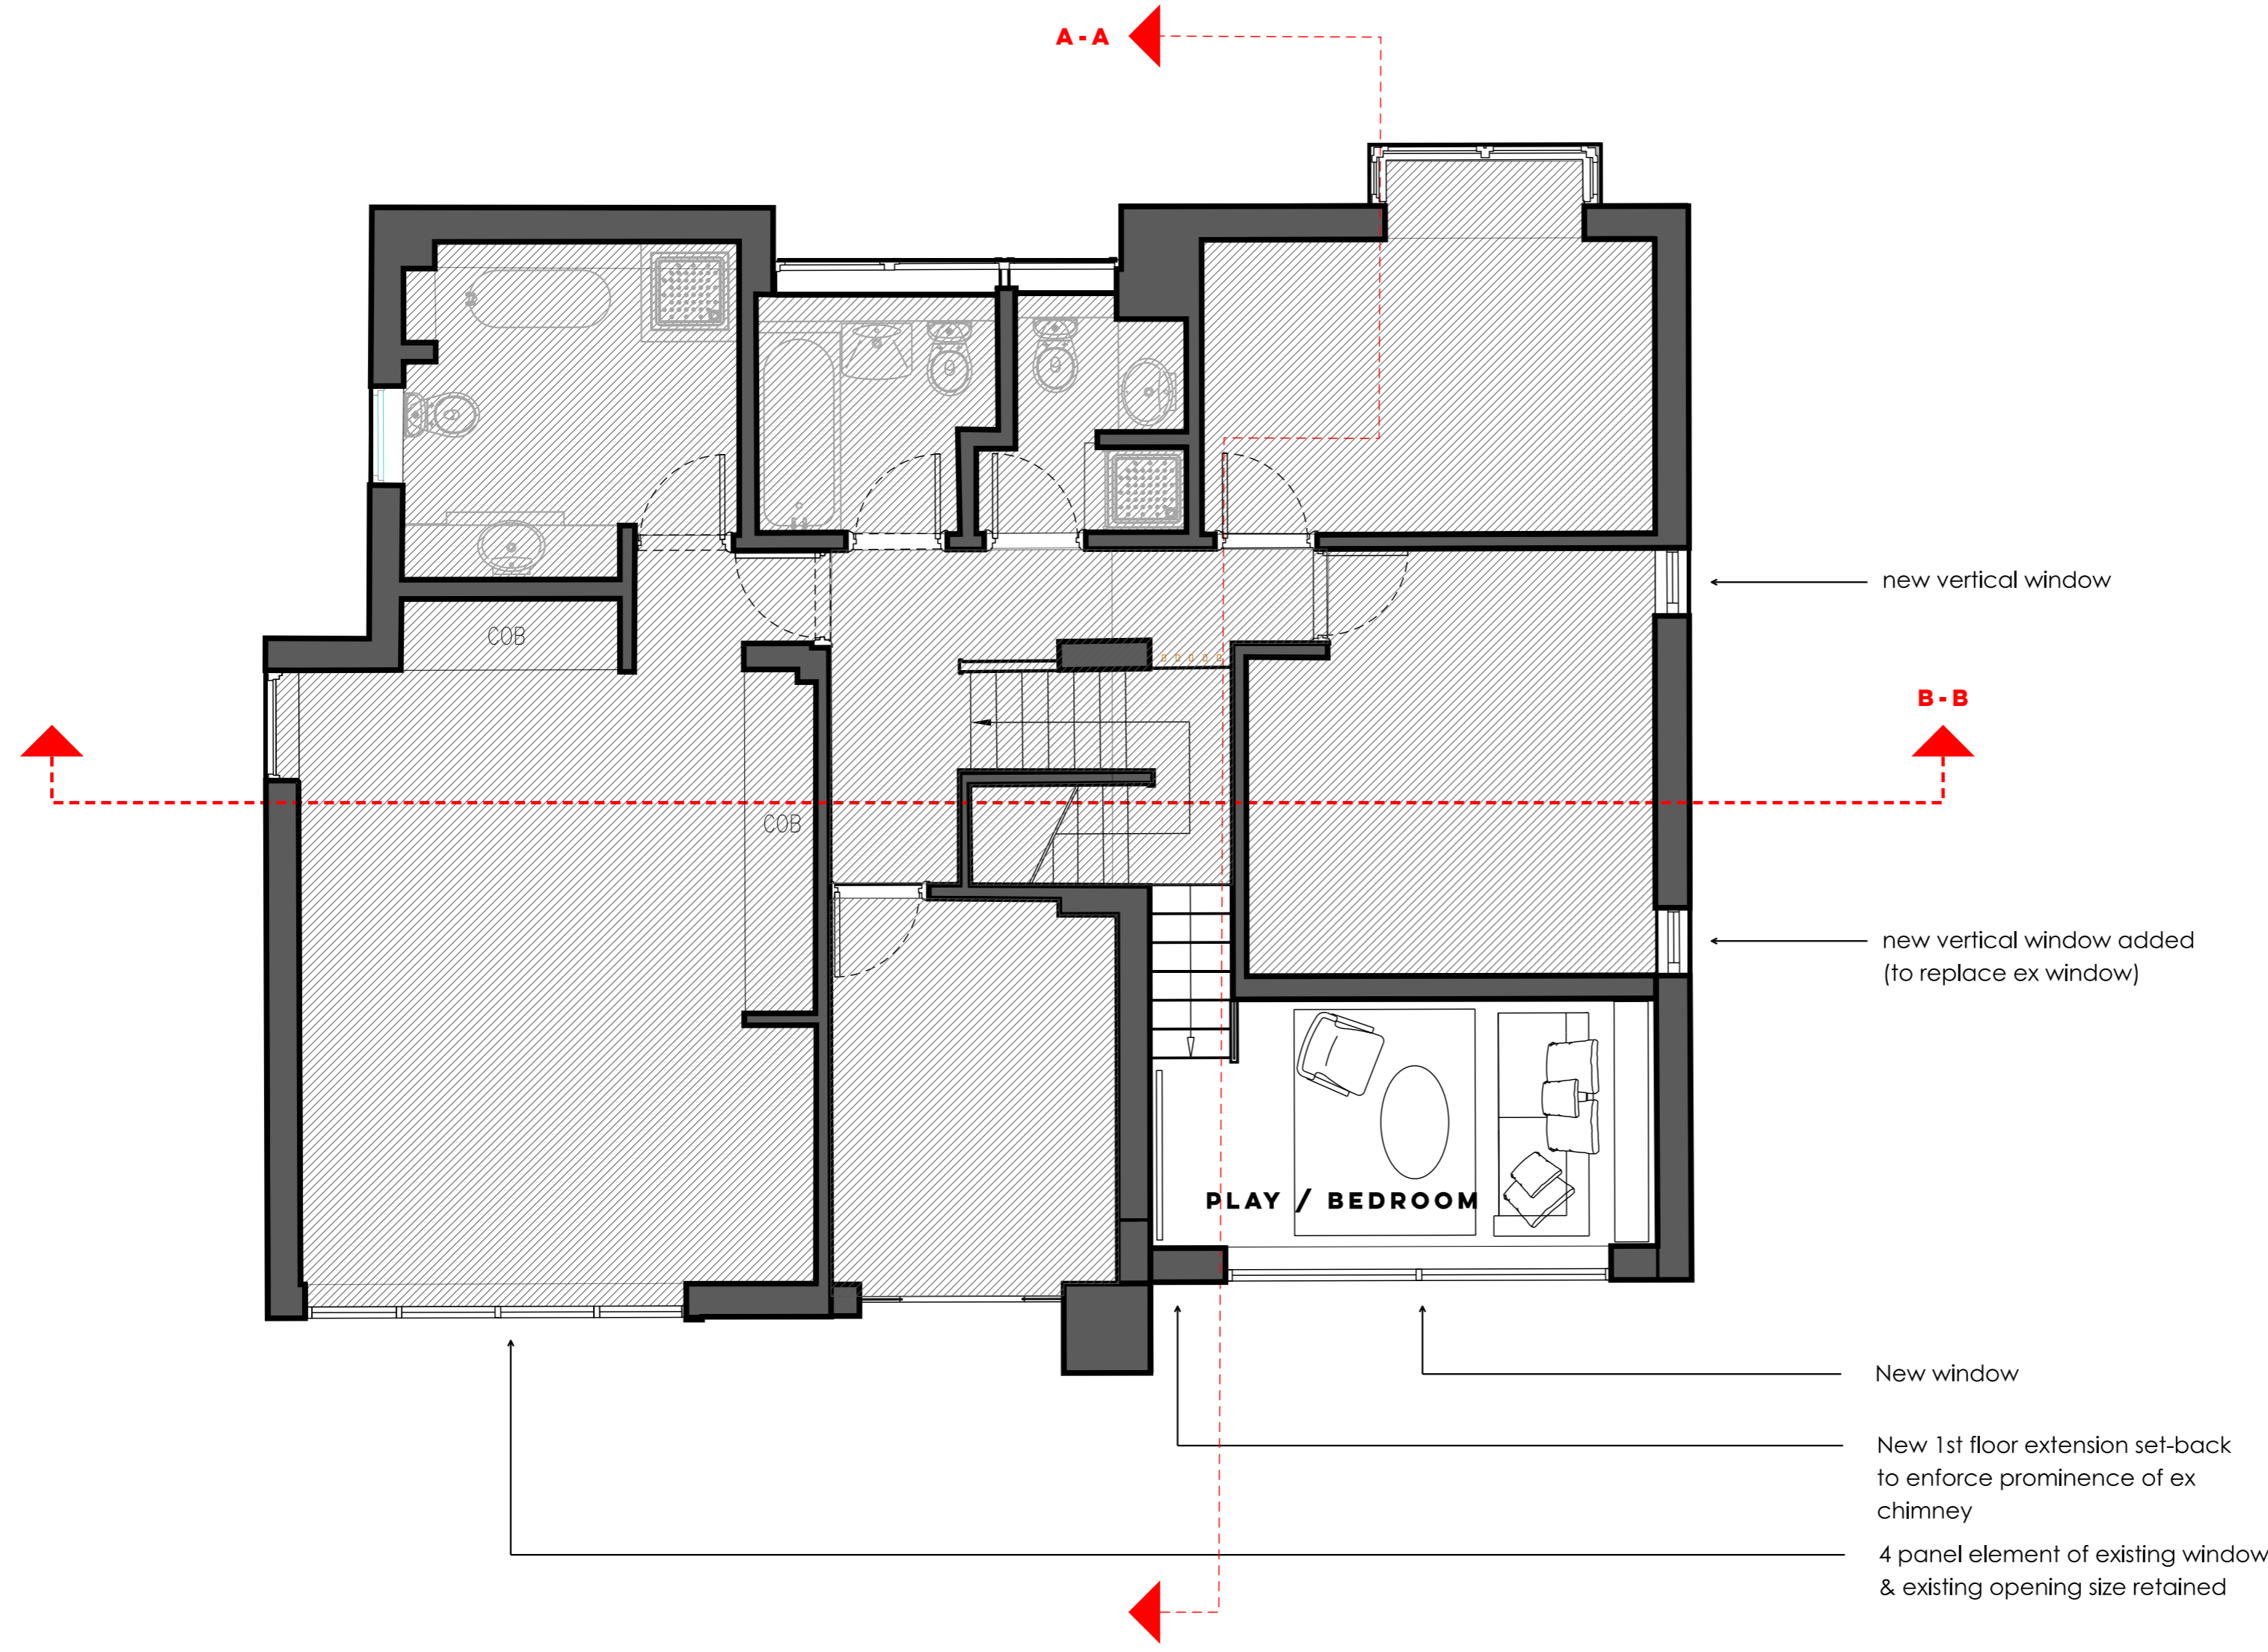 A-A
new vertical window
COB
B-B
COB
new vertical window added
(to replace ex window)
PLAY / BEDROOM
New window
New 1st floor extension set-back
to enforce prominence of ex
chimney
4 panel element of existing window
& existing opening size retained